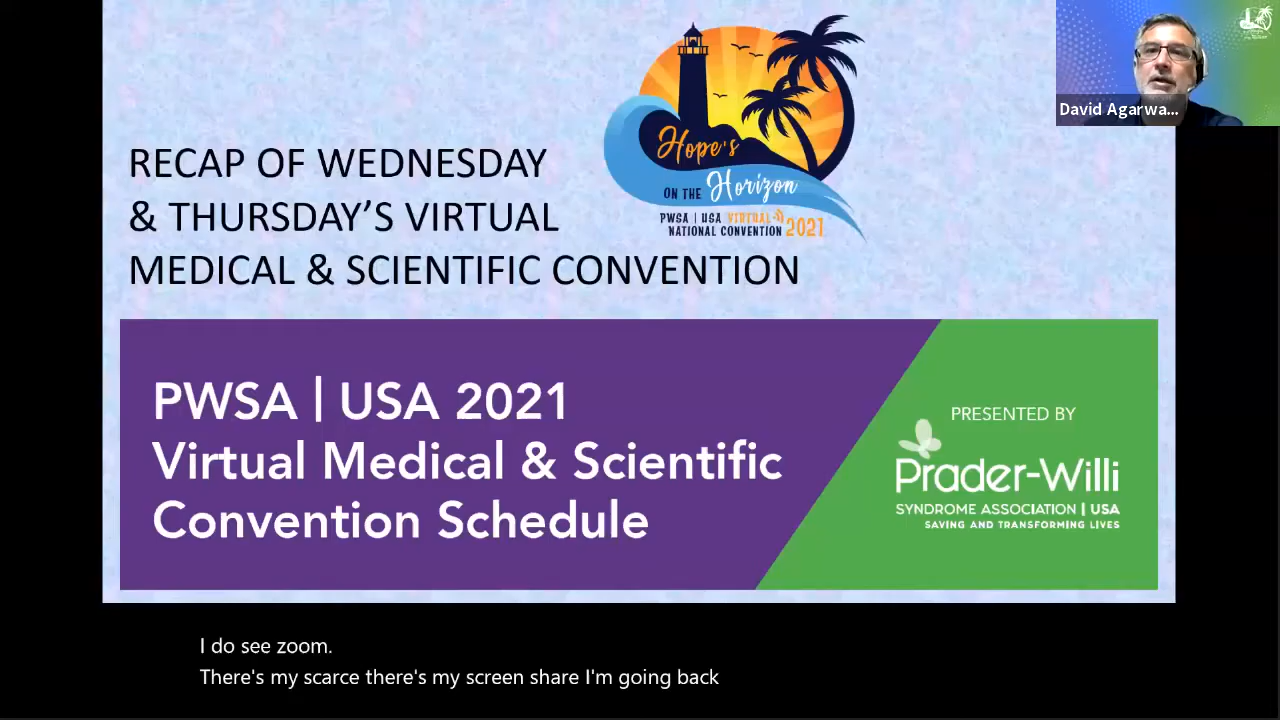 RECAP OF WEDNESDAY
& THURSDAY’S VIRTUAL
MEDICAL & SCIENTIFIC CONVENTION
Hope's
ON THE Horizon
PWSA | USA VIRTUAL
NATIONAL CONVENTION 2021
David Agarwa...
PWSA | USA 2021
Virtual Medical & Scientific
Convention Schedule
PRESENTED BY
Prader-Willi
SYNDROME ASSOCIATION | USA
SAVING AND TRANSFORMING LIVES
I do see zoom.
There's my scarce there's my screen share I'm going back